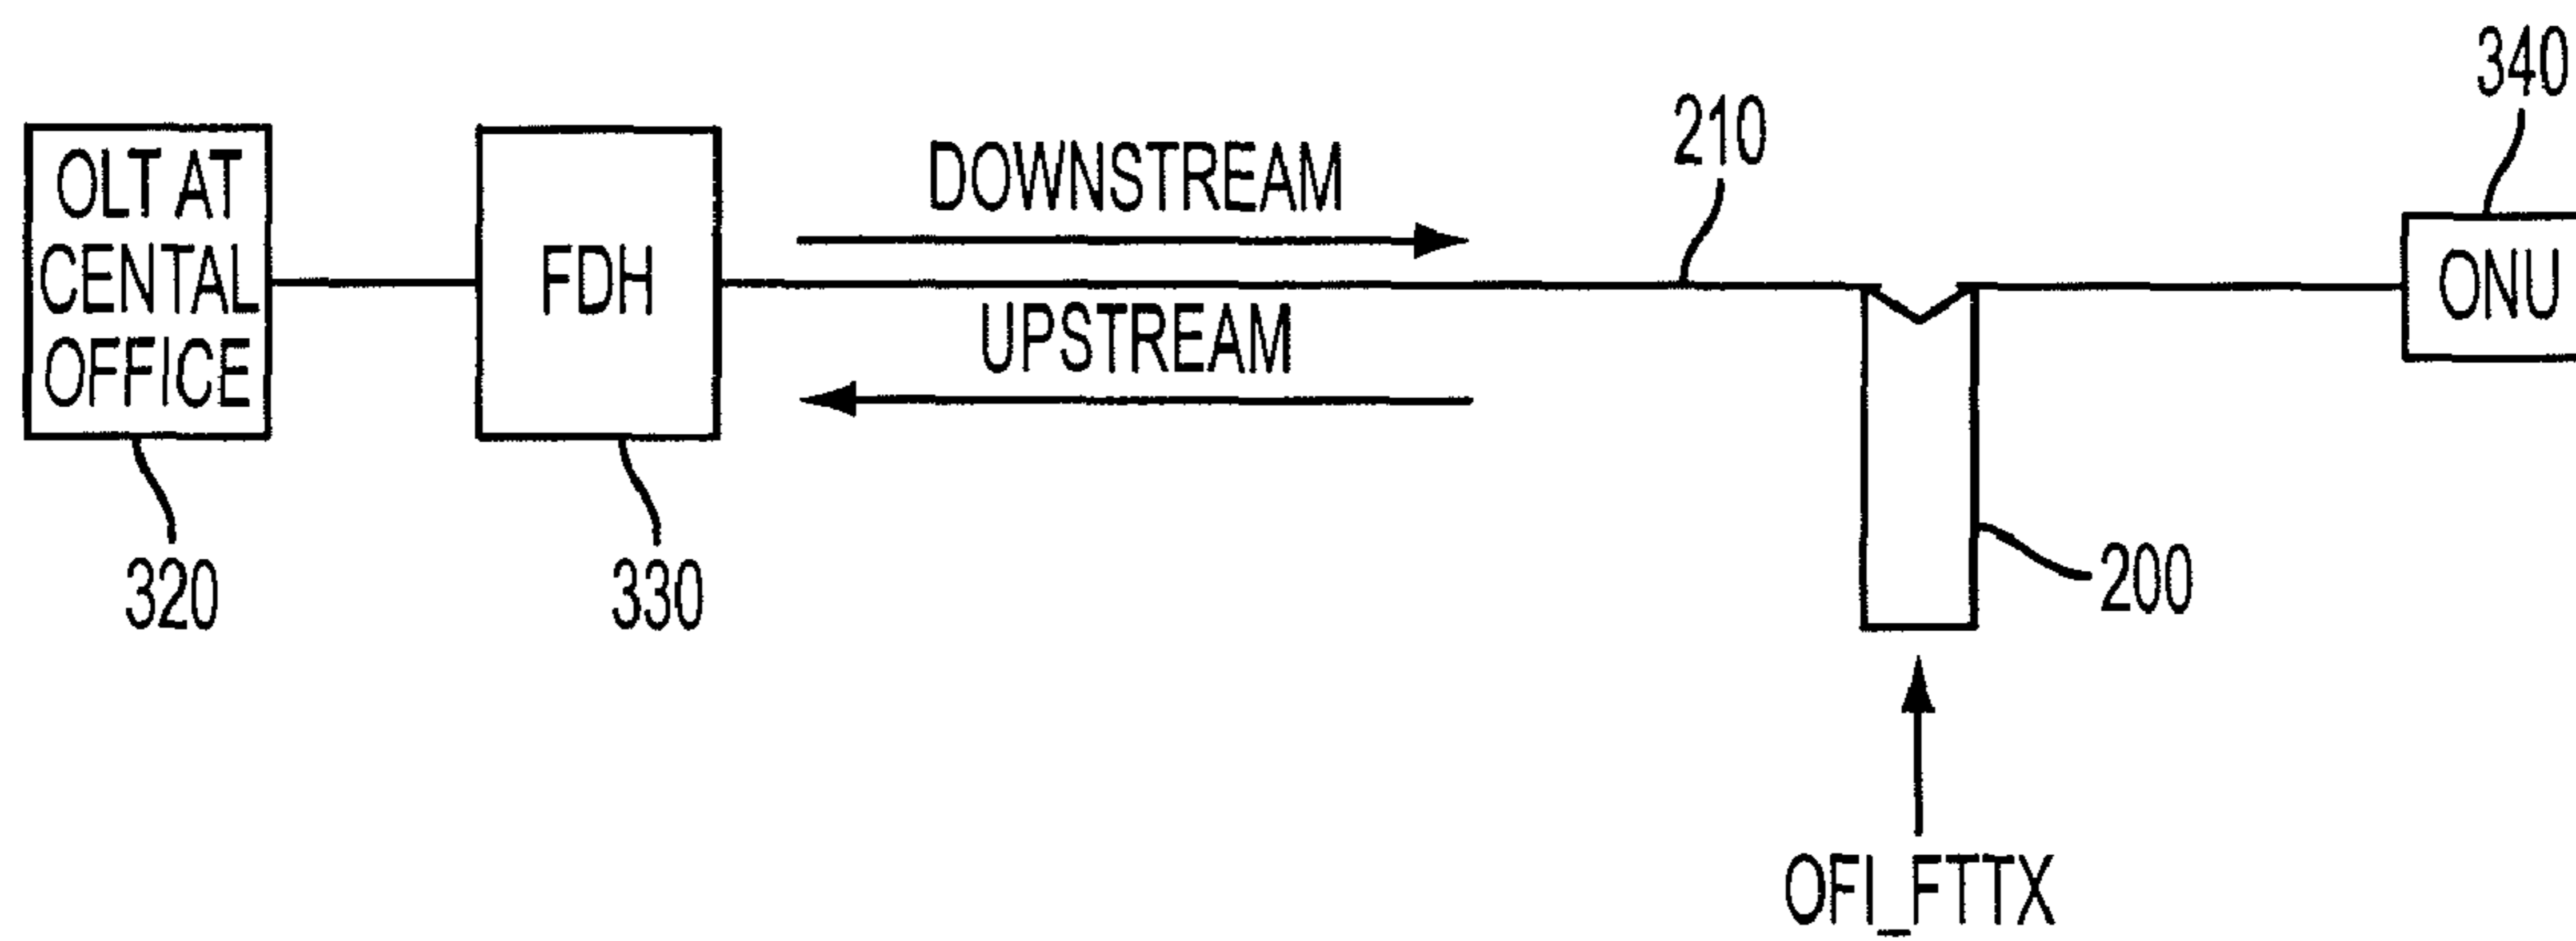 340
210
OLT AT
CENTAL
OFFICE
FDH
DOWNSTREAM
UPSTREAM
ONU
320
330
200
OFI_FTTX